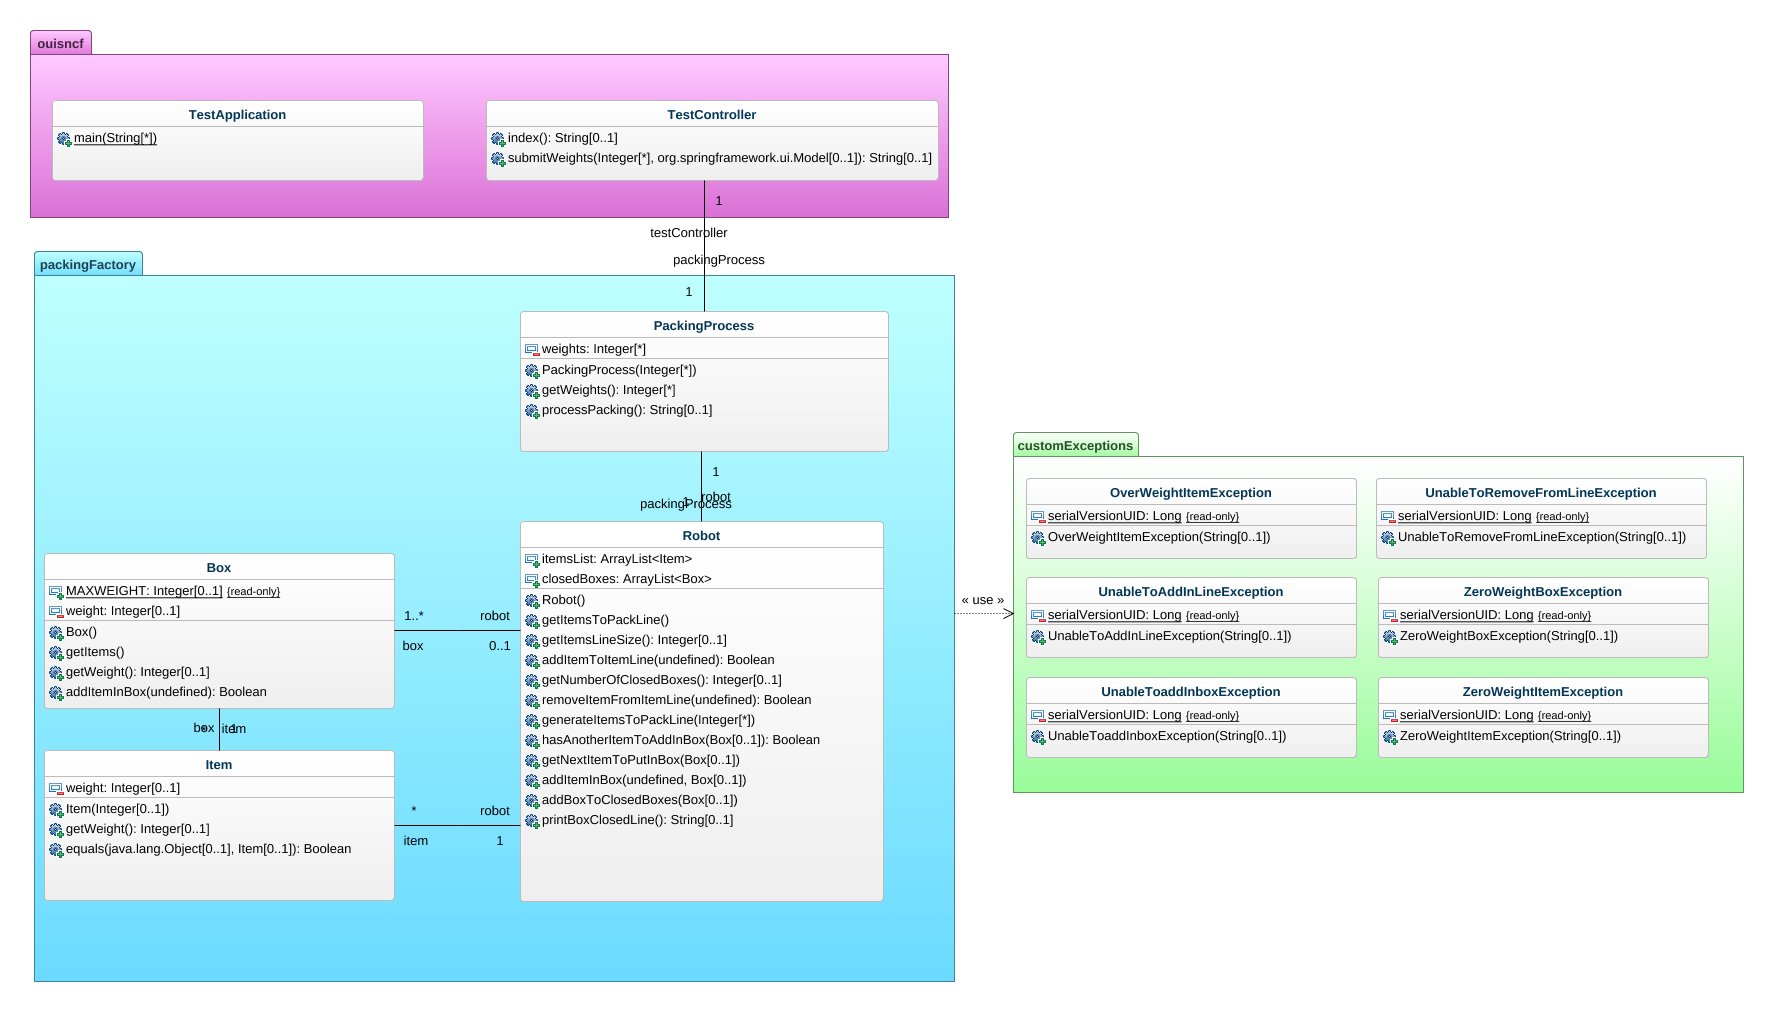 ouisncf
TestApplication
main(String[*])
TestController
index(): String[0..1]
submitWeights(Integer[*], org.springframework.ui.Model[0..1]): String[0..1]
1
testController
packingProcess
1
packingFactory
PackingProcess
weights: Integer[*]
PackingProcess(Integer[*])
getWeights(): Integer[*]
processPacking(): String[0..1]
1
robot
1
packingProcess
Robot
itemsList: ArrayList<Item>
closedBoxes: ArrayList<Box>
Robot()
getItemsToPackLine()
getItemsLineSize(): Integer[0..1]
addItemToItemLine(undefined): Boolean
getNumberOfClosedBoxes(): Integer[0..1]
removeItemFromItemLine(undefined): Boolean
generateItemsToPackLine(Integer[*])
hasAnotherItemToAddInBox(Box[0..1]): Boolean
getNextItemToPutInBox(Box[0..1])
addItemInBox(undefined, Box[0..1])
addBoxToClosedBoxes(Box[0..1])
printBoxClosedLine(): String[0..1]
Box
MAXWEIGHT: Integer[0..1] {read-only}
weight: Integer[0..1]
Box()
getItems()
getWeight(): Integer[0..1]
addItemInBox(undefined): Boolean
1..* robot
box 0..1
box * item 1
Item
weight: Integer[0..1]
Item(Integer[0..1])
getWeight(): Integer[0..1]
equals(java.lang.Object[0..1], Item[0..1]): Boolean
* robot
item 1
« use »
customExceptions
OverWeightItemException
serialVersionUID: Long {read-only}
OverWeightItemException(String[0..1])
UnableToRemoveFromLineException
serialVersionUID: Long {read-only}
UnableToRemoveFromLineException(String[0..1])
UnableToAddInLineException
serialVersionUID: Long {read-only}
UnableToAddInLineException(String[0..1])
ZeroWeightBoxException
serialVersionUID: Long {read-only}
ZeroWeightBoxException(String[0..1])
UnableToaddInboxException
serialVersionUID: Long {read-only}
UnableToaddInboxException(String[0..1])
ZeroWeightItemException
serialVersionUID: Long {read-only}
ZeroWeightItemException(String[0..1])